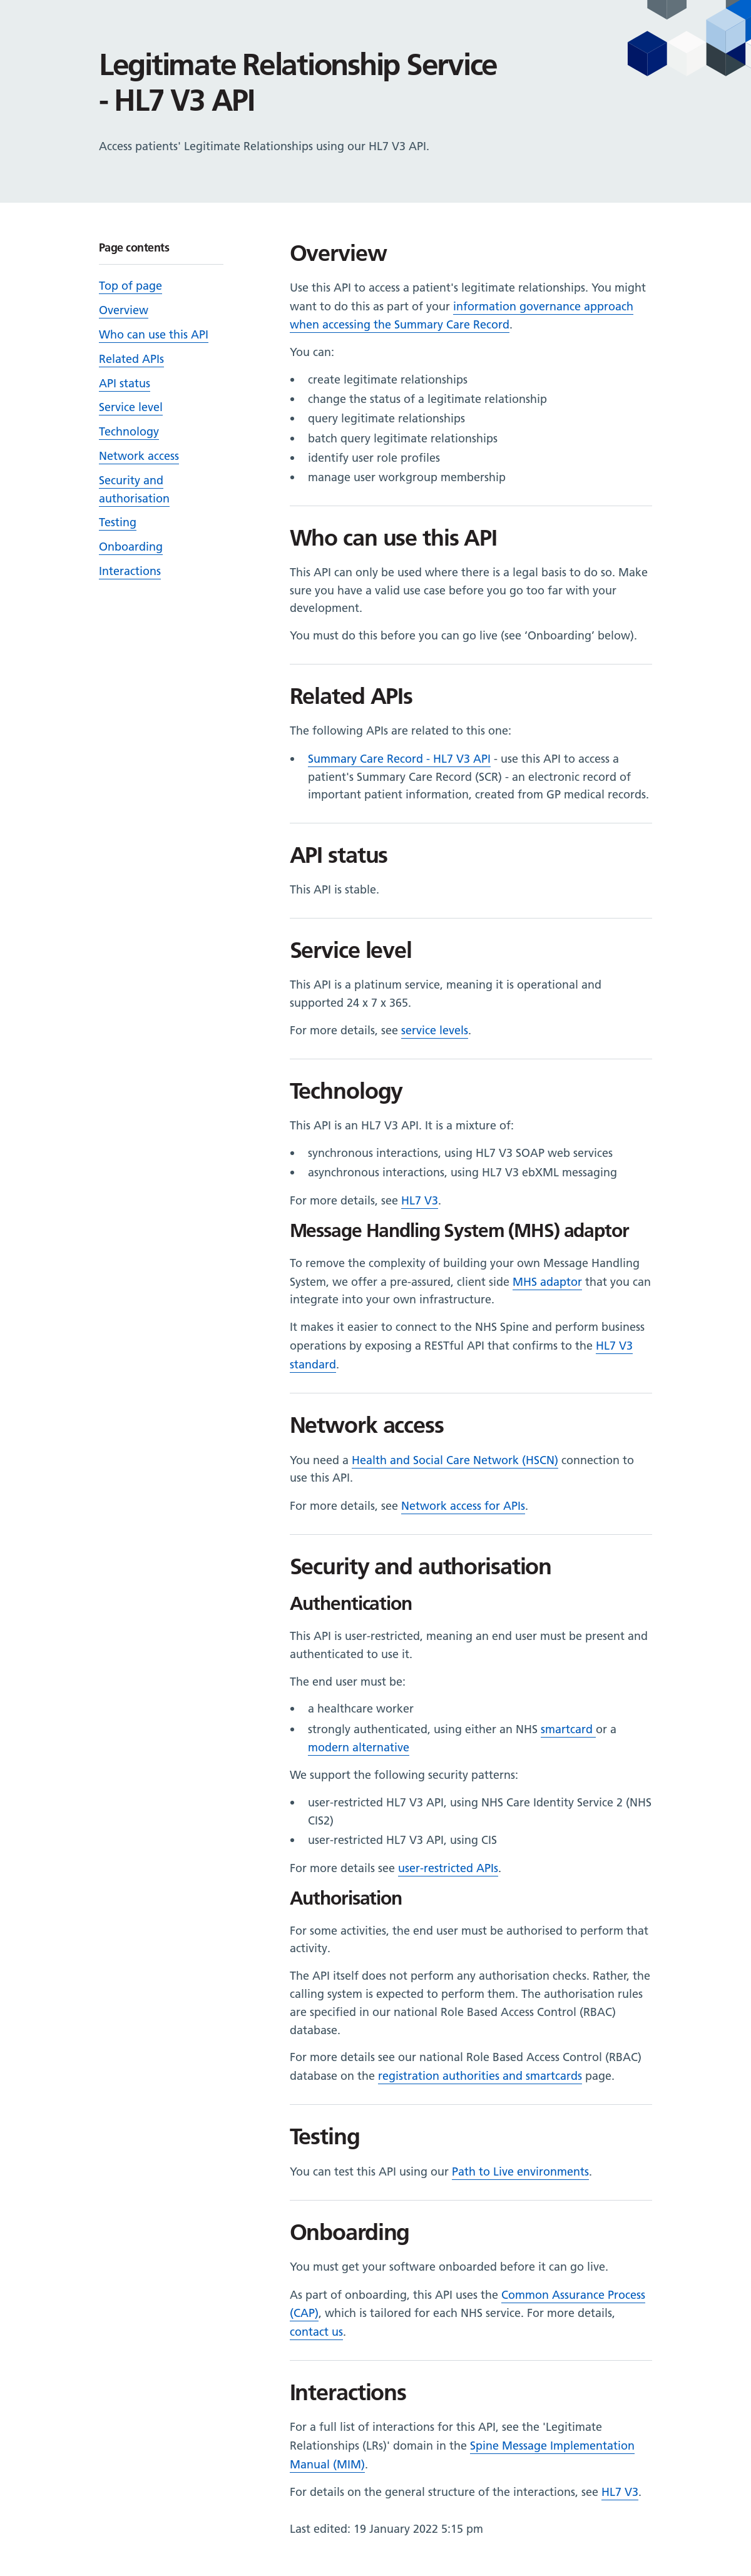 Legitimate Relationship Service
- HL7 V3 API
Access patients' Legitimate Relationships using our HL7 V3 API.
Page contents
Top of page
Overview
Who can use this API
Related APIs
API status
Service level
Technology
Network access
Security and
authorisation
Testing
Onboarding
Interactions
Overview
Use this API to access a patient's legitimate relationships. You might
want to do this as part of your information governance approach
when accessing the Summary Care Record.
You can:
• create legitimate relationships
• change the status of a legitimate relationship
• query legitimate relationships
• batch query legitimate relationships
• identify user role profiles
• manage user workgroup membership
Who can use this API
This API can only be used where there is a legal basis to do so. Make
sure you have a valid use case before you go too far with your
development.
You must do this before you can go live (see ‘Onboarding’ below).
Related APIs
The following APIs are related to this one:
• Summary Care Record - HL7 V3 API - use this API to access a
patient's Summary Care Record (SCR) - an electronic record of
important patient information, created from GP medical records.
API status
This API is stable.
Service level
This API is a platinum service, meaning it is operational and
supported 24 x 7 x 365.
For more details, see service levels.
Technology
This API is an HL7 V3 API. It is a mixture of:
• synchronous interactions, using HL7 V3 SOAP web services
• asynchronous interactions, using HL7 V3 ebXML messaging
For more details, see HL7 V3.
Message Handling System (MHS) adaptor
To remove the complexity of building your own Message Handling
System, we offer a pre-assured, client side MHS adaptor that you can
integrate into your own infrastructure.
It makes it easier to connect to the NHS Spine and perform business
operations by exposing a RESTful API that confirms to the HL7 V3
standard.
Network access
You need a Health and Social Care Network (HSCN) connection to
use this API.
For more details, see Network access for APIs.
Security and authorisation
Authentication
This API is user-restricted, meaning an end user must be present and
authenticated to use it.
The end user must be:
• a healthcare worker
• strongly authenticated, using either an NHS smartcard or a
modern alternative
We support the following security patterns:
• user-restricted HL7 V3 API, using NHS Care Identity Service 2 (NHS
CIS2)
• user-restricted HL7 V3 API, using CIS
For more details see user-restricted APIs.
Authorisation
For some activities, the end user must be authorised to perform that
activity.
The API itself does not perform any authorisation checks. Rather, the
calling system is expected to perform them. The authorisation rules
are specified in our national Role Based Access Control (RBAC)
database.
For more details see our national Role Based Access Control (RBAC)
database on the registration authorities and smartcards page.
Testing
You can test this API using our Path to Live environments.
Onboarding
You must get your software onboarded before it can go live.
As part of onboarding, this API uses the Common Assurance Process
(CAP), which is tailored for each NHS service. For more details,
contact us.
Interactions
For a full list of interactions for this API, see the 'Legitimate
Relationships (LRs)' domain in the Spine Message Implementation
Manual (MIM).
For details on the general structure of the interactions, see HL7 V3.
Last edited: 19 January 2022 5:15 pm